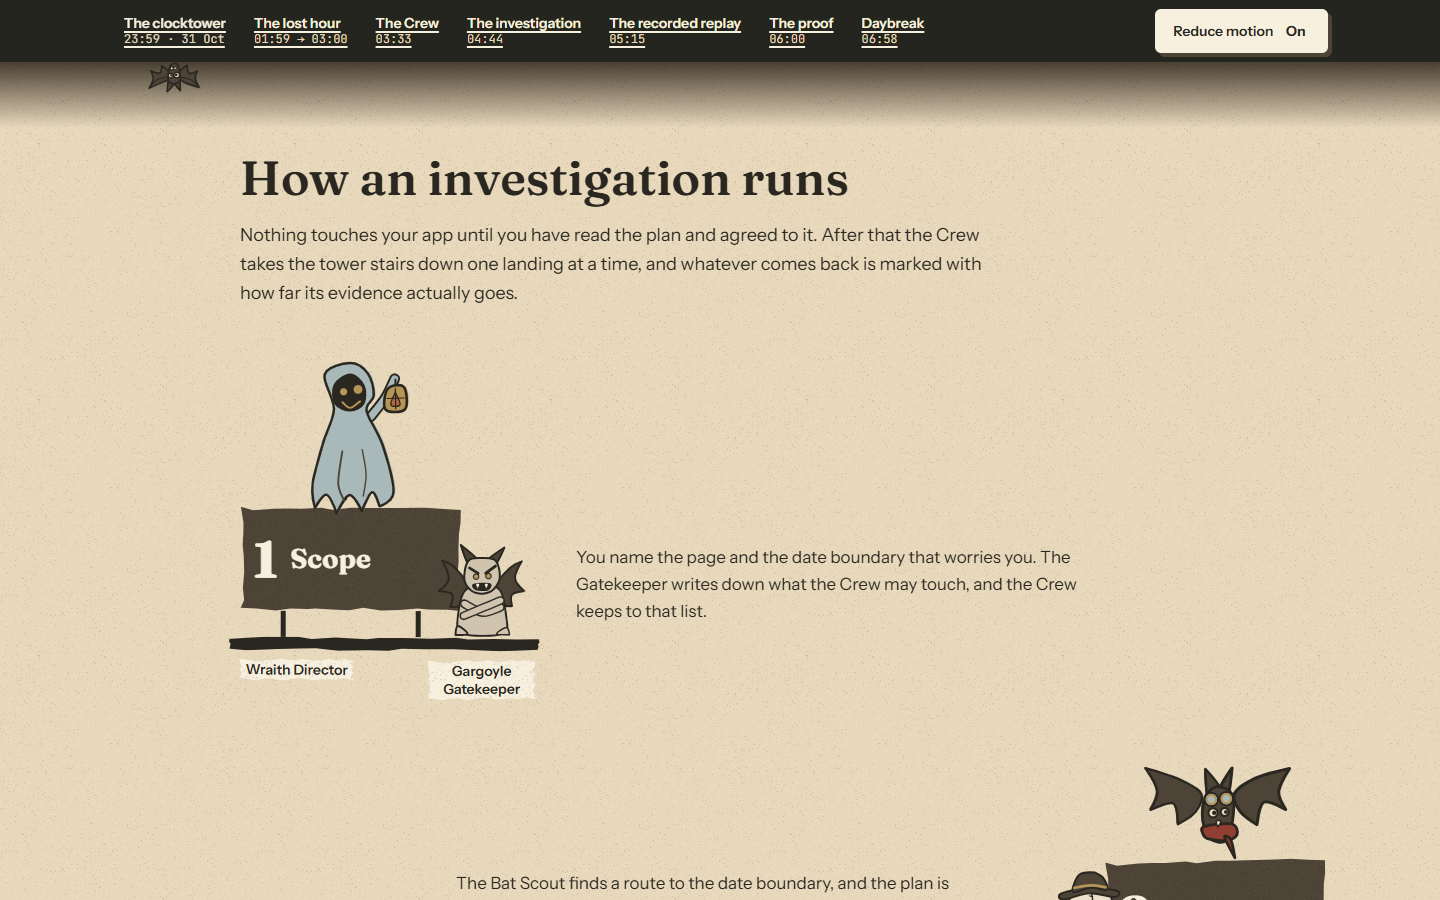 The clocktower
23:59 · 31 Oct
The lost hour
01:59 → 03:00
The Crew
03:33
The investigation
04:44
The recorded replay
05:15
The proof
06:00
Daybreak
06:58
Reduce motion On
How an investigation runs
Nothing touches your app until you have read the plan and agreed to it. After that the Crew
takes the tower stairs down one landing at a time, and whatever comes back is marked with
how far its evidence actually goes.
1 Scope
You name the page and the date boundary that worries you. The
Gatekeeper writes down what the Crew may touch, and the Crew
keeps to that list.
Wraith Director
Gargoyle
Gatekeeper
The Bat Scout finds a route to the date boundary, and the plan is